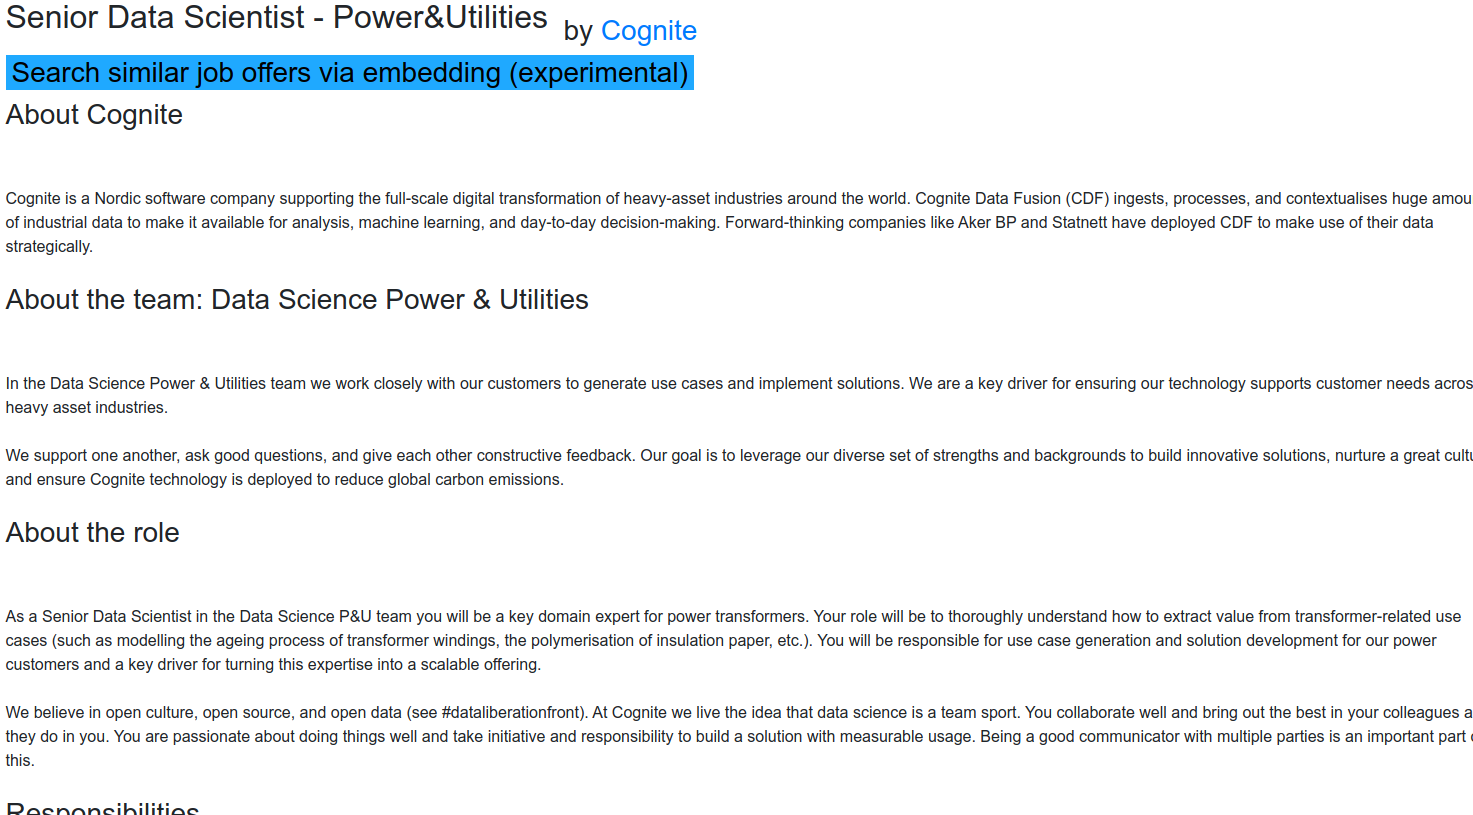 Senior Data Scientist - Power&Utilities by Cognite
Search similar job offers via embedding (experimental)
About Cognite
Cognite is a Nordic software company supporting the full-scale digital transformation of heavy-asset industries around the world. Cognite Data Fusion (CDF) ingests, processes, and contextualises huge amou
of industrial data to make it available for analysis, machine learning, and day-to-day decision-making. Forward-thinking companies like Aker BP and Statnett have deployed CDF to make use of their data
strategically.
About the team: Data Science Power & Utilities
In the Data Science Power & Utilities team we work closely with our customers to generate use cases and implement solutions. We are a key driver for ensuring our technology supports customer needs acros
heavy asset industries.
We support one another, ask good questions, and give each other constructive feedback. Our goal is to leverage our diverse set of strengths and backgrounds to build innovative solutions, nurture a great cultu
and ensure Cognite technology is deployed to reduce global carbon emissions.
About the role
As a Senior Data Scientist in the Data Science P&U team you will be a key domain expert for power transformers. Your role will be to thoroughly understand how to extract value from transformer-related use
cases (such as modelling the ageing process of transformer windings, the polymerisation of insulation paper, etc.). You will be responsible for use case generation and solution development for our power
customers and a key driver for turning this expertise into a scalable offering.
We believe in open culture, open source, and open data (see #dataliberationfront). At Cognite we live the idea that data science is a team sport. You collaborate well and bring out the best in your colleagues a
they do in you. You are passionate about doing things well and take initiative and responsibility to build a solution with measurable usage. Being a good communicator with multiple parties is an important part
this.
Responsibilities